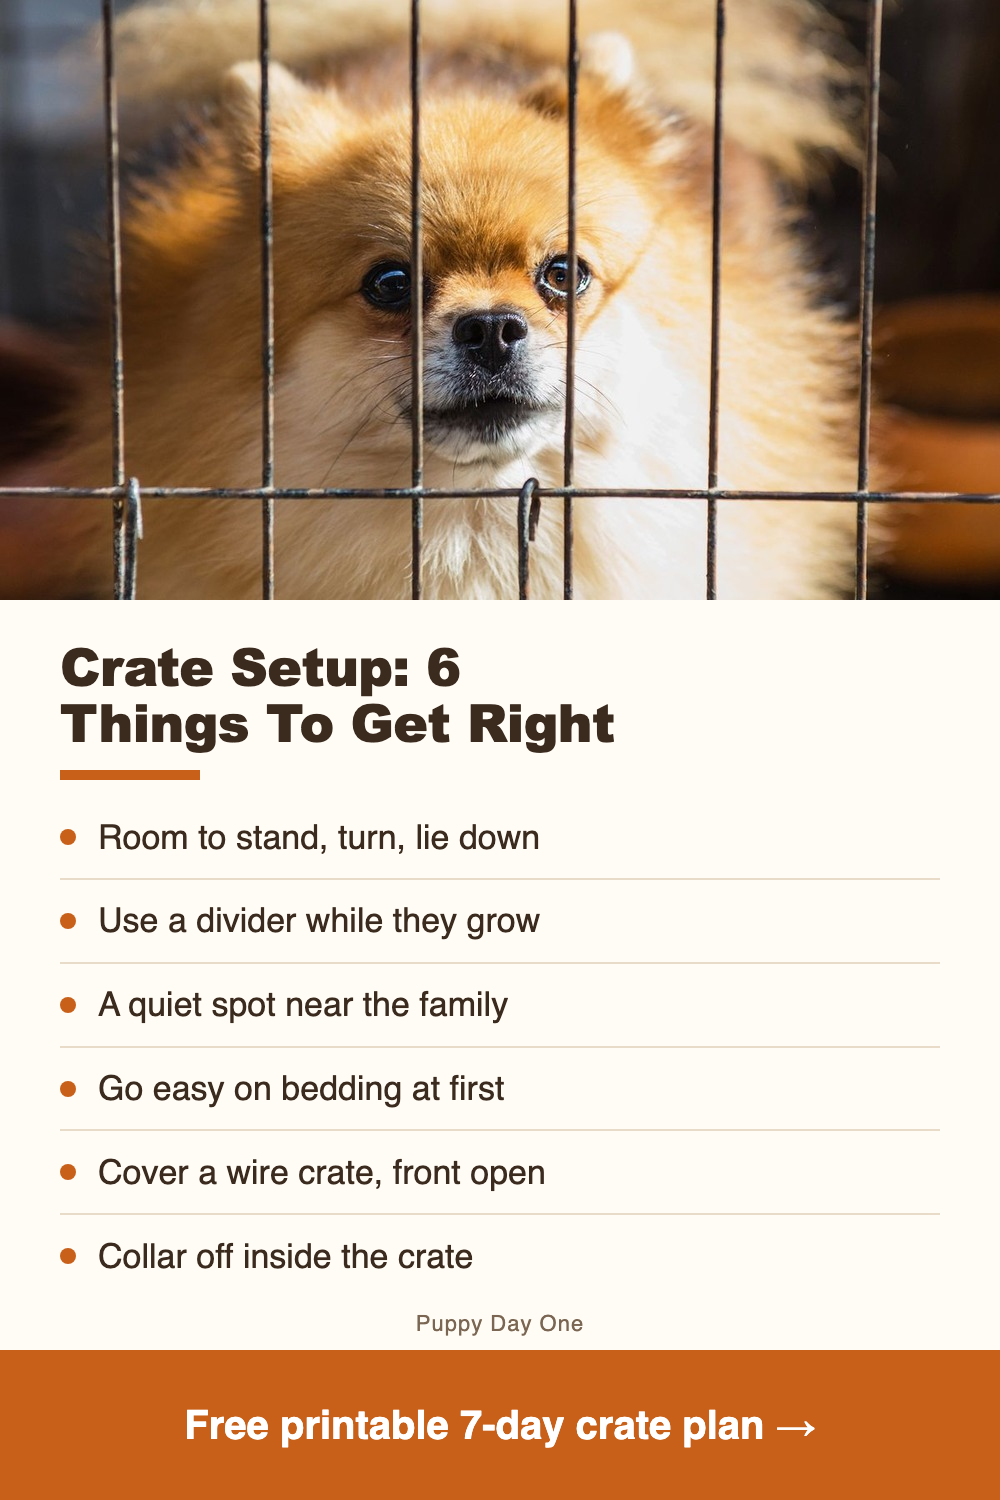 Crate Setup: 6
Things To Get Right
Room to stand, turn, lie down
Use a divider while they grow
A quiet spot near the family
Go easy on bedding at first
Cover a wire crate, front open
Collar off inside the crate
Puppy Day One
Free printable 7-day crate plan →